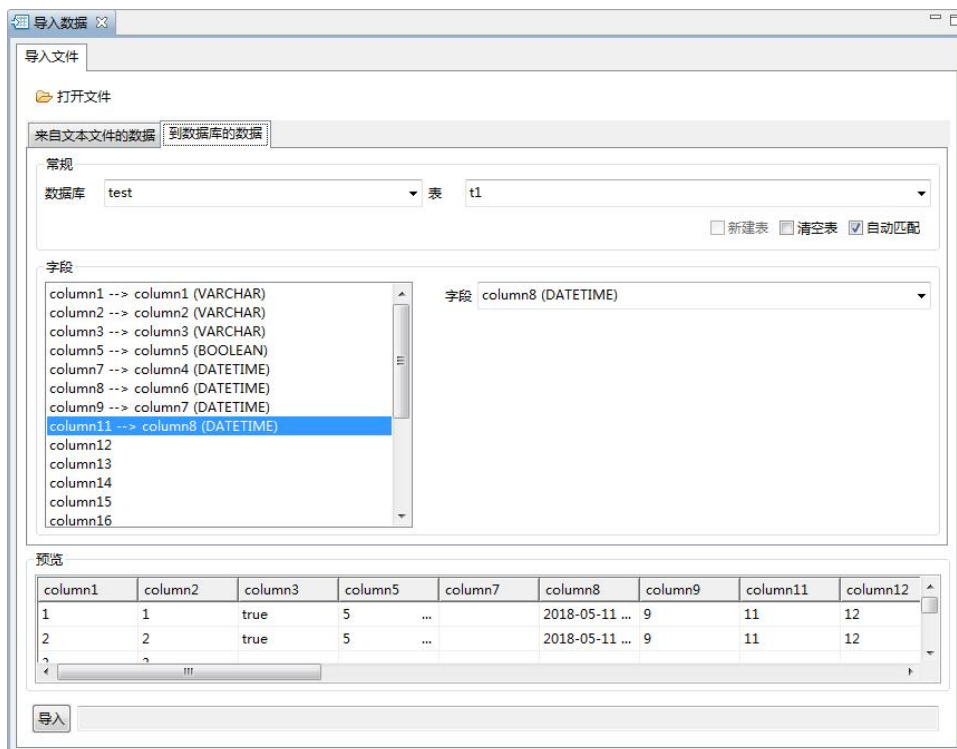 导入数据
导入文件
打开文件
来自文本文件的数据 到数据库的数据
常规
数据库 test 表 t1
新建表 清空表 自动匹配
字段
column1 --> column1 (VARCHAR)
column2 --> column2 (VARCHAR)
column3 --> column3 (VARCHAR)
column5 --> column5 (BOOLEAN)
column7 --> column4 (DATETIME)
column8 --> column6 (DATETIME)
column9 --> column7 (DATETIME)
column11 --> column8 (DATETIME)
column12
column13
column14
column15
column16
字段 column8 (DATETIME)
预览
column1 column2 column3 column5 column7 column8 column9 column11 column12
1 1 true 5 ... 2018-05-11 ... 9 11 12
2 2 true 5 ... 2018-05-11 ... 9 11 12
导入